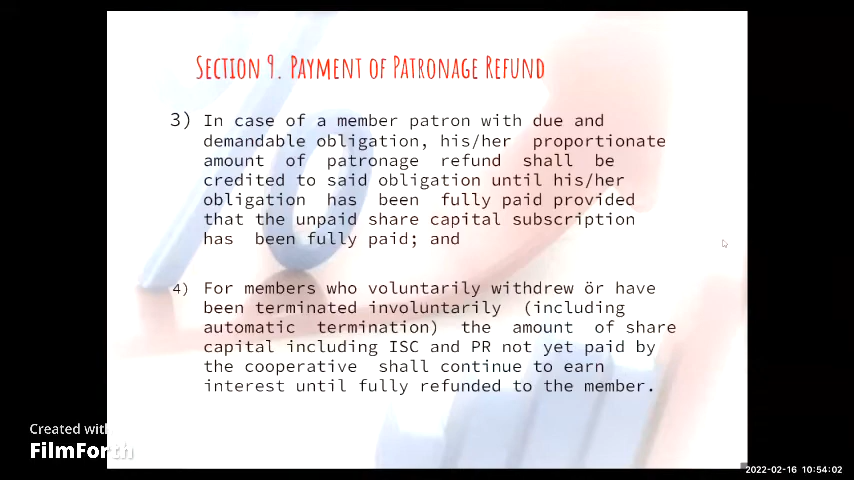 Section 9. Payment of Patronage Refund
3) In case of a member patron with due and
demandable obligation, his/her proportionate
amount of patronage refund shall be
credited to said obligation until his/her
obligation has been fully paid provided
that the unpaid share capital subscription
has been fully paid; and
4) For members who voluntarily withdrew ör have
been terminated involuntarily (including
automatic termination) the amount of share
capital including ISC and PR not yet paid by
the cooperative shall continue to earn
interest until fully refunded to the member.
Created with
FilmForth
2022-02-16 10:54:02